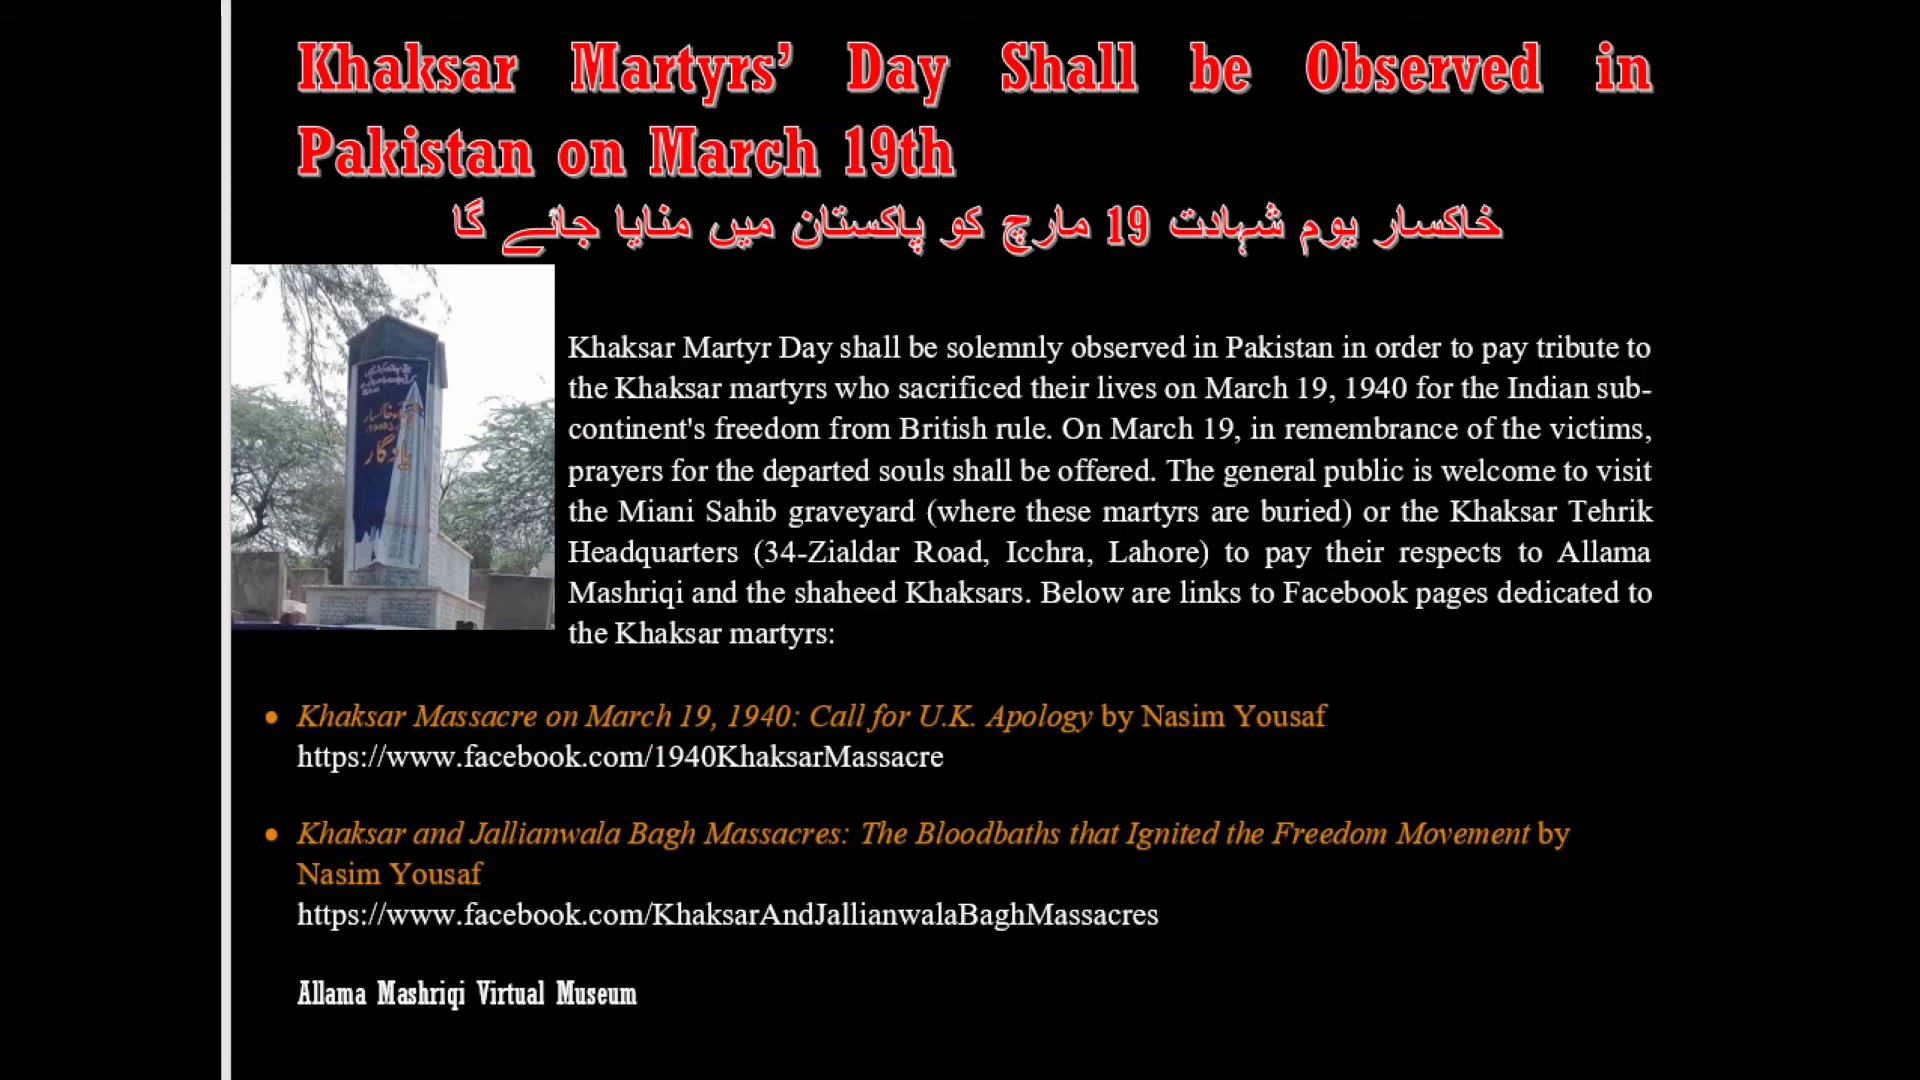 Khaksar Martyrs’ Day Shall be Observed in
Pakistan on March 19th
خاکسار یوم شہادت 19 مارچ کو پاکستان میں منایا جائے گا
Khaksar Martyr Day shall be solemnly observed in Pakistan in order to pay tribute to
the Khaksar martyrs who sacrificed their lives on March 19, 1940 for the Indian sub-
continent's freedom from British rule. On March 19, in remembrance of the victims,
prayers for the departed souls shall be offered. The general public is welcome to visit
the Miani Sahib graveyard (where these martyrs are buried) or the Khaksar Tehrik
Headquarters (34-Zialdar Road, Icchra, Lahore) to pay their respects to Allama
Mashriqi and the shaheed Khaksars. Below are links to Facebook pages dedicated to
the Khaksar martyrs:
یادگار
• Khaksar Massacre on March 19, 1940: Call for U.K. Apology by Nasim Yousaf
https://www.facebook.com/1940KhaksarMassacre
• Khaksar and Jallianwala Bagh Massacres: The Bloodbaths that Ignited the Freedom Movement by
Nasim Yousaf
https://www.facebook.com/KhaksarAndJallianwalaBaghMassacres
Allama Mashriqi Virtual Museum